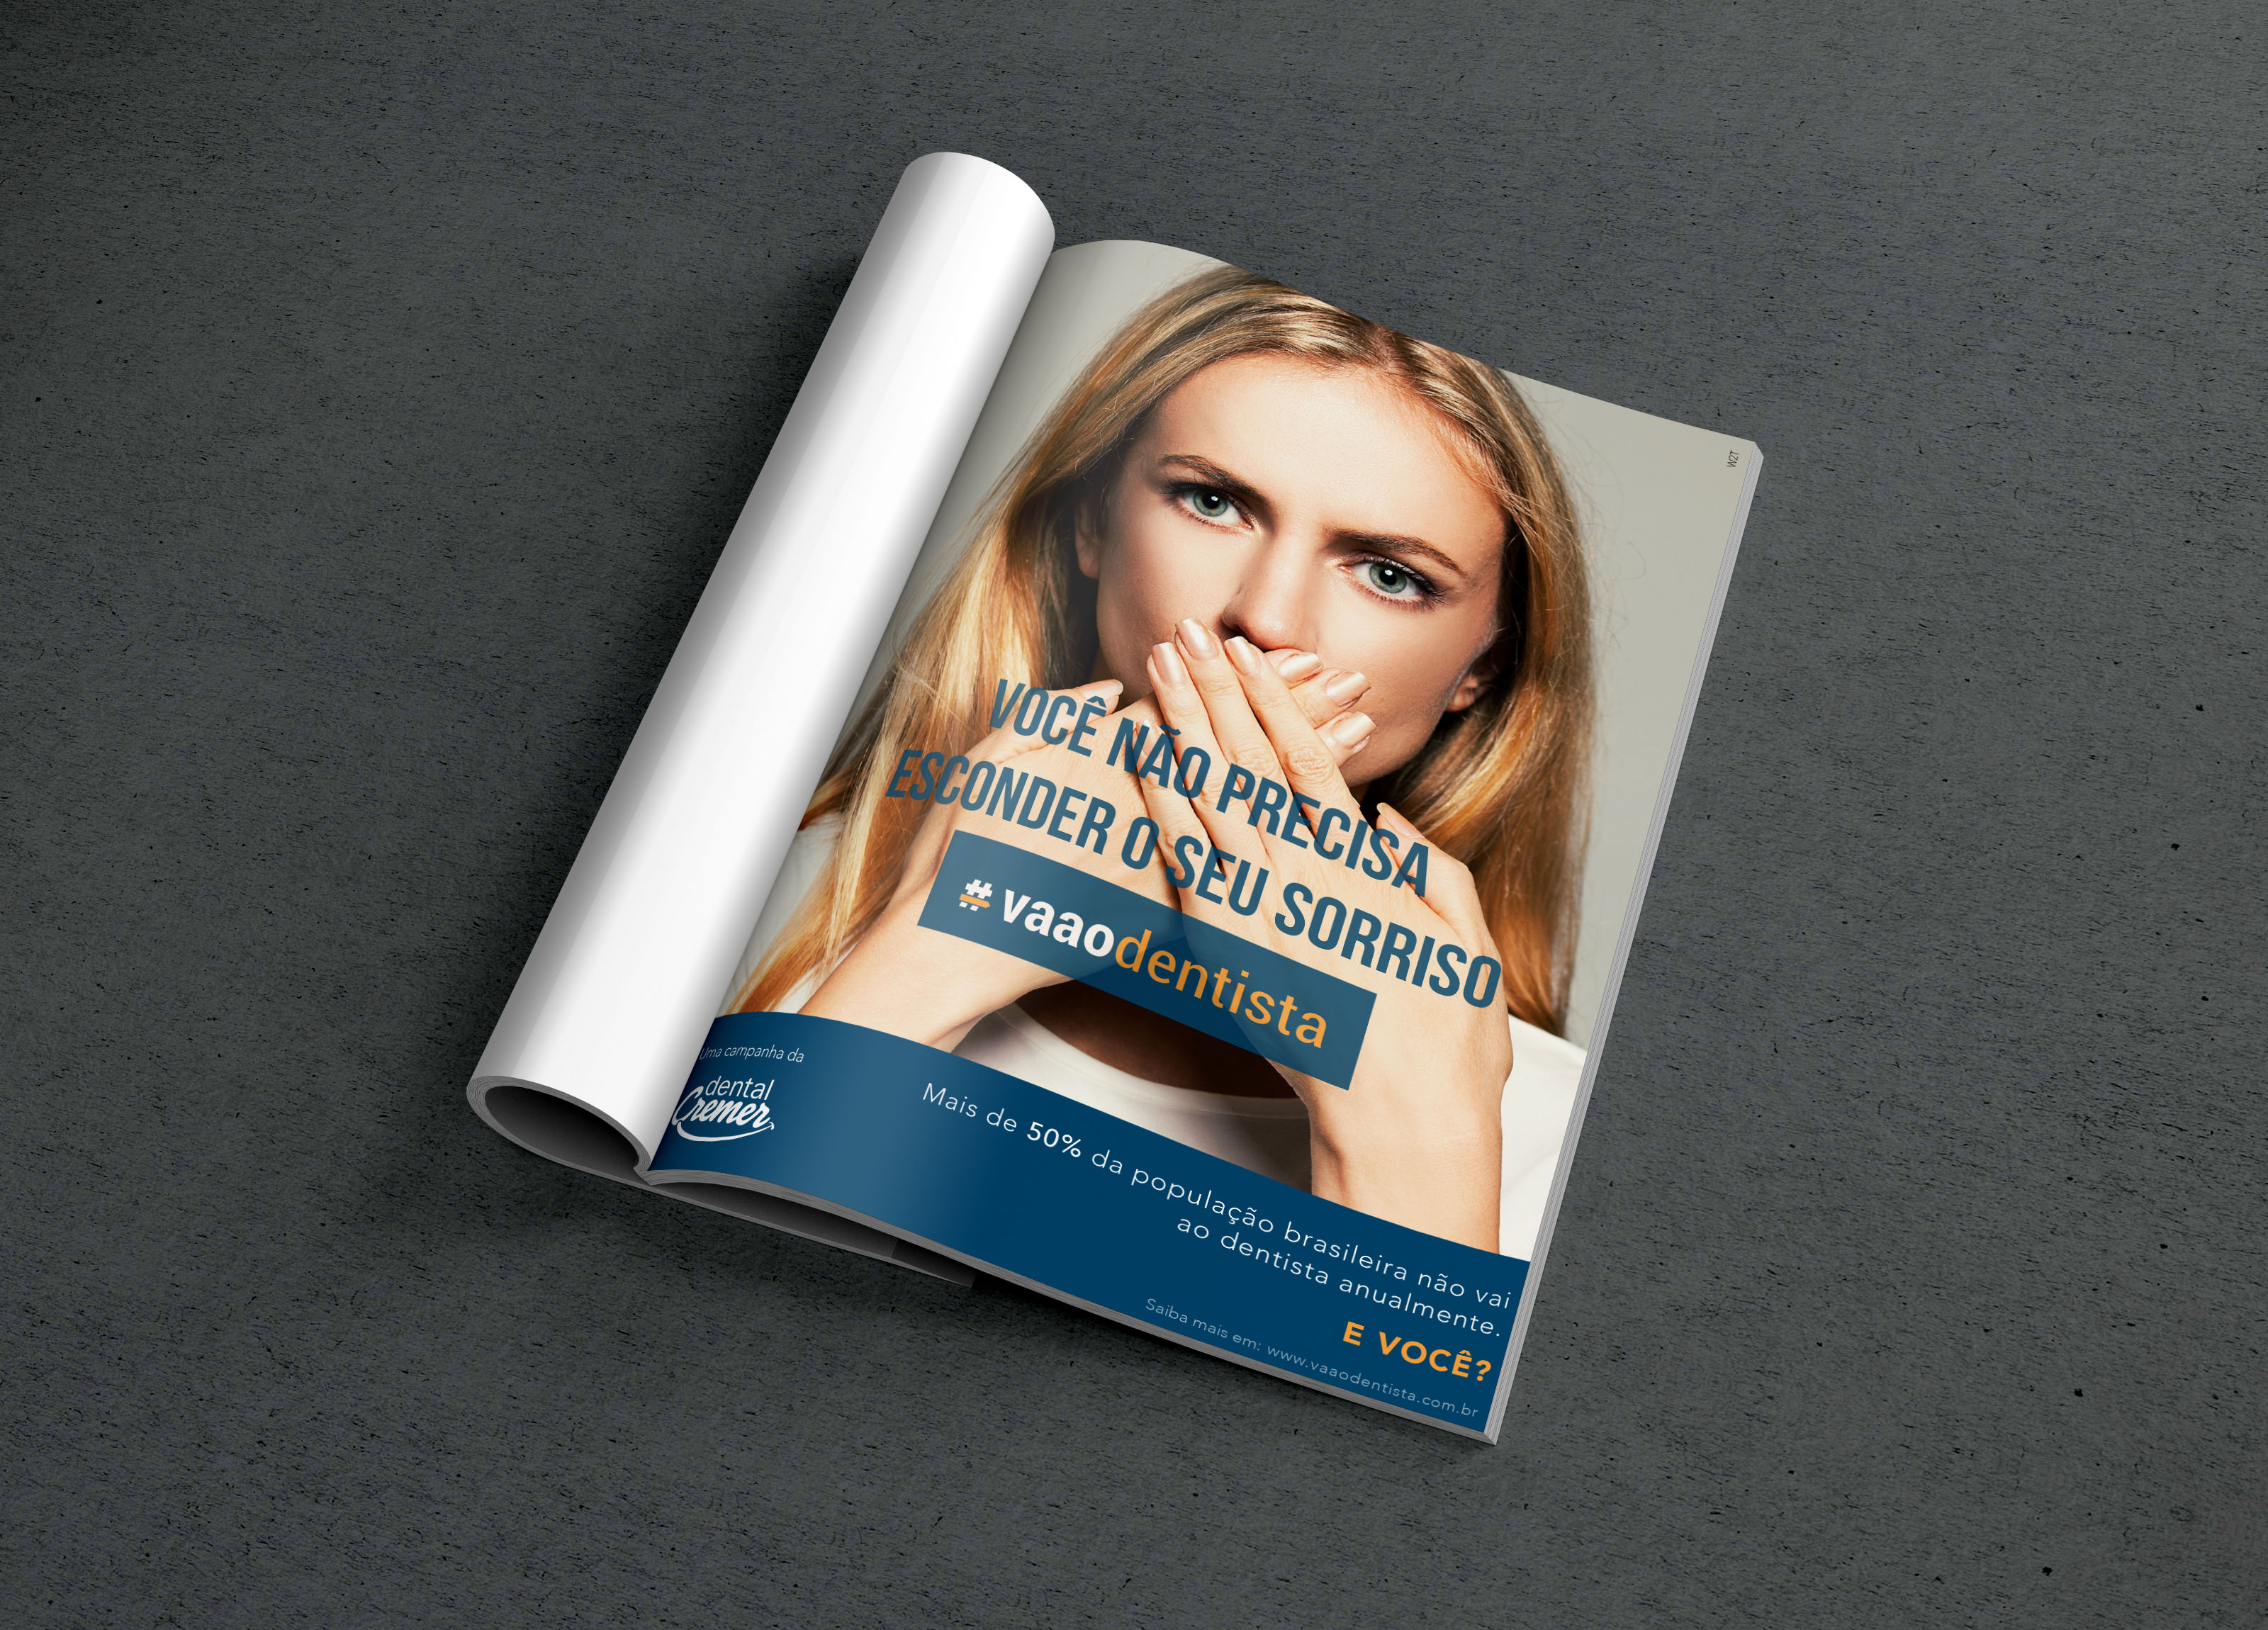 W2T
VOCÊ NÃO PRECISA
ESCONDER O SEU SORRISO
#vaaodentista
Uma campanha da
dental
Cremer
Mais de 50% da população brasileira não vai
ao dentista anualmente.
E VOCÊ?
Saiba mais em: www.vaaodentista.com.br